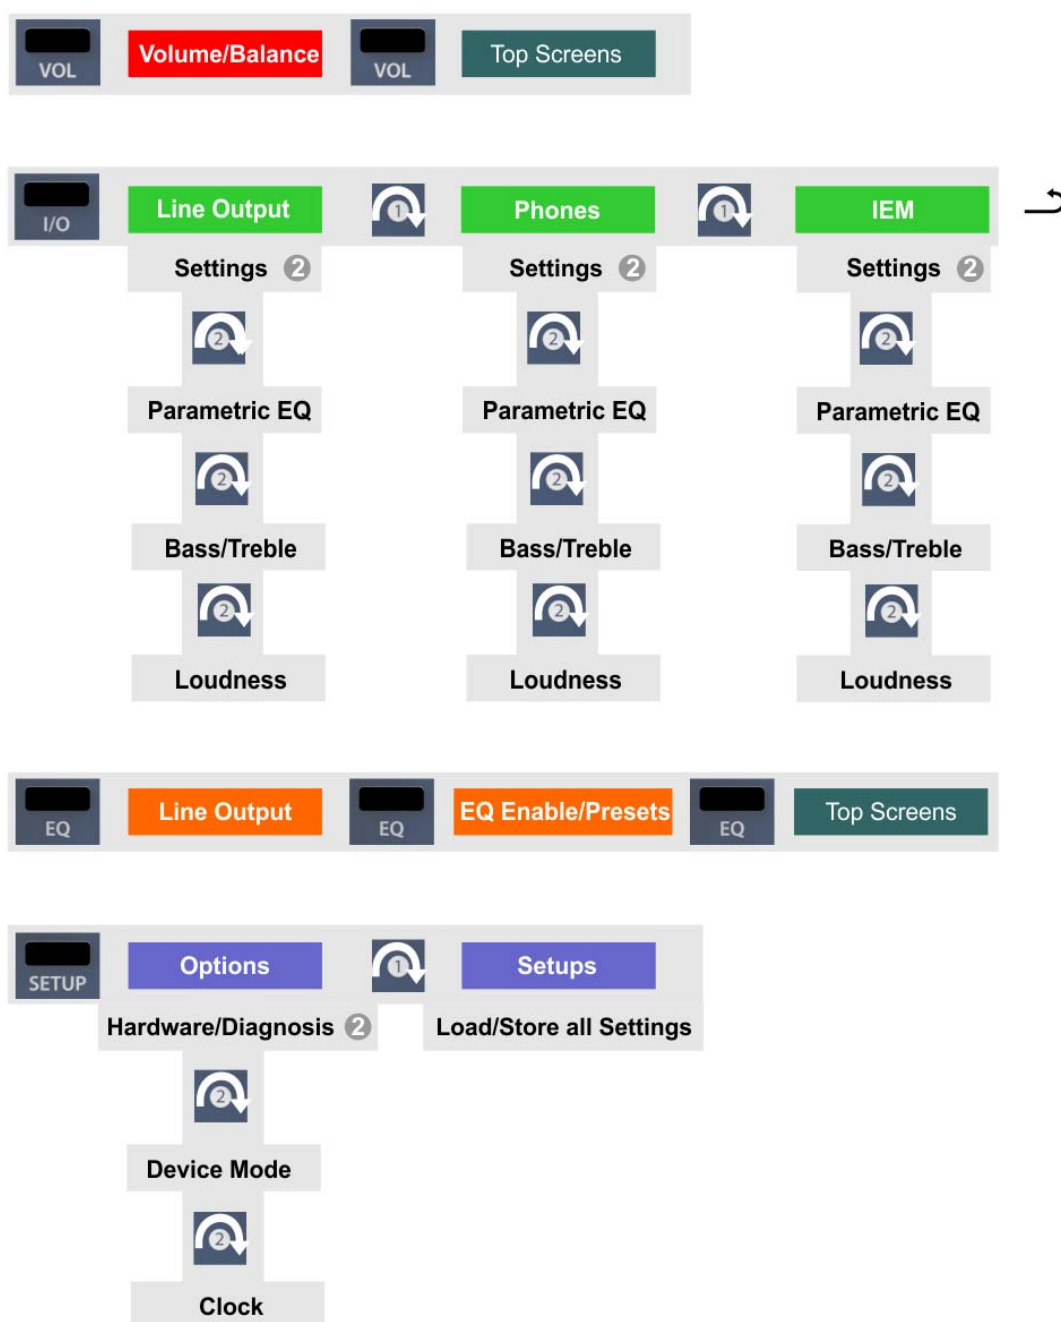 VOL Volume/Balance VOL Top Screens
I/O Line Output 1 Phones 1 IEM
Settings 2 Settings 2 Settings 2
2 2 2
Parametric EQ Parametric EQ Parametric EQ
2 2 2
Bass/Treble Bass/Treble Bass/Treble
2 2 2
Loudness Loudness Loudness
EQ Line Output EQ EQ Enable/Presets EQ Top Screens
SETUP Options 1 Setups
Hardware/Diagnosis 2 Load/Store all Settings
2
Device Mode
2
Clock